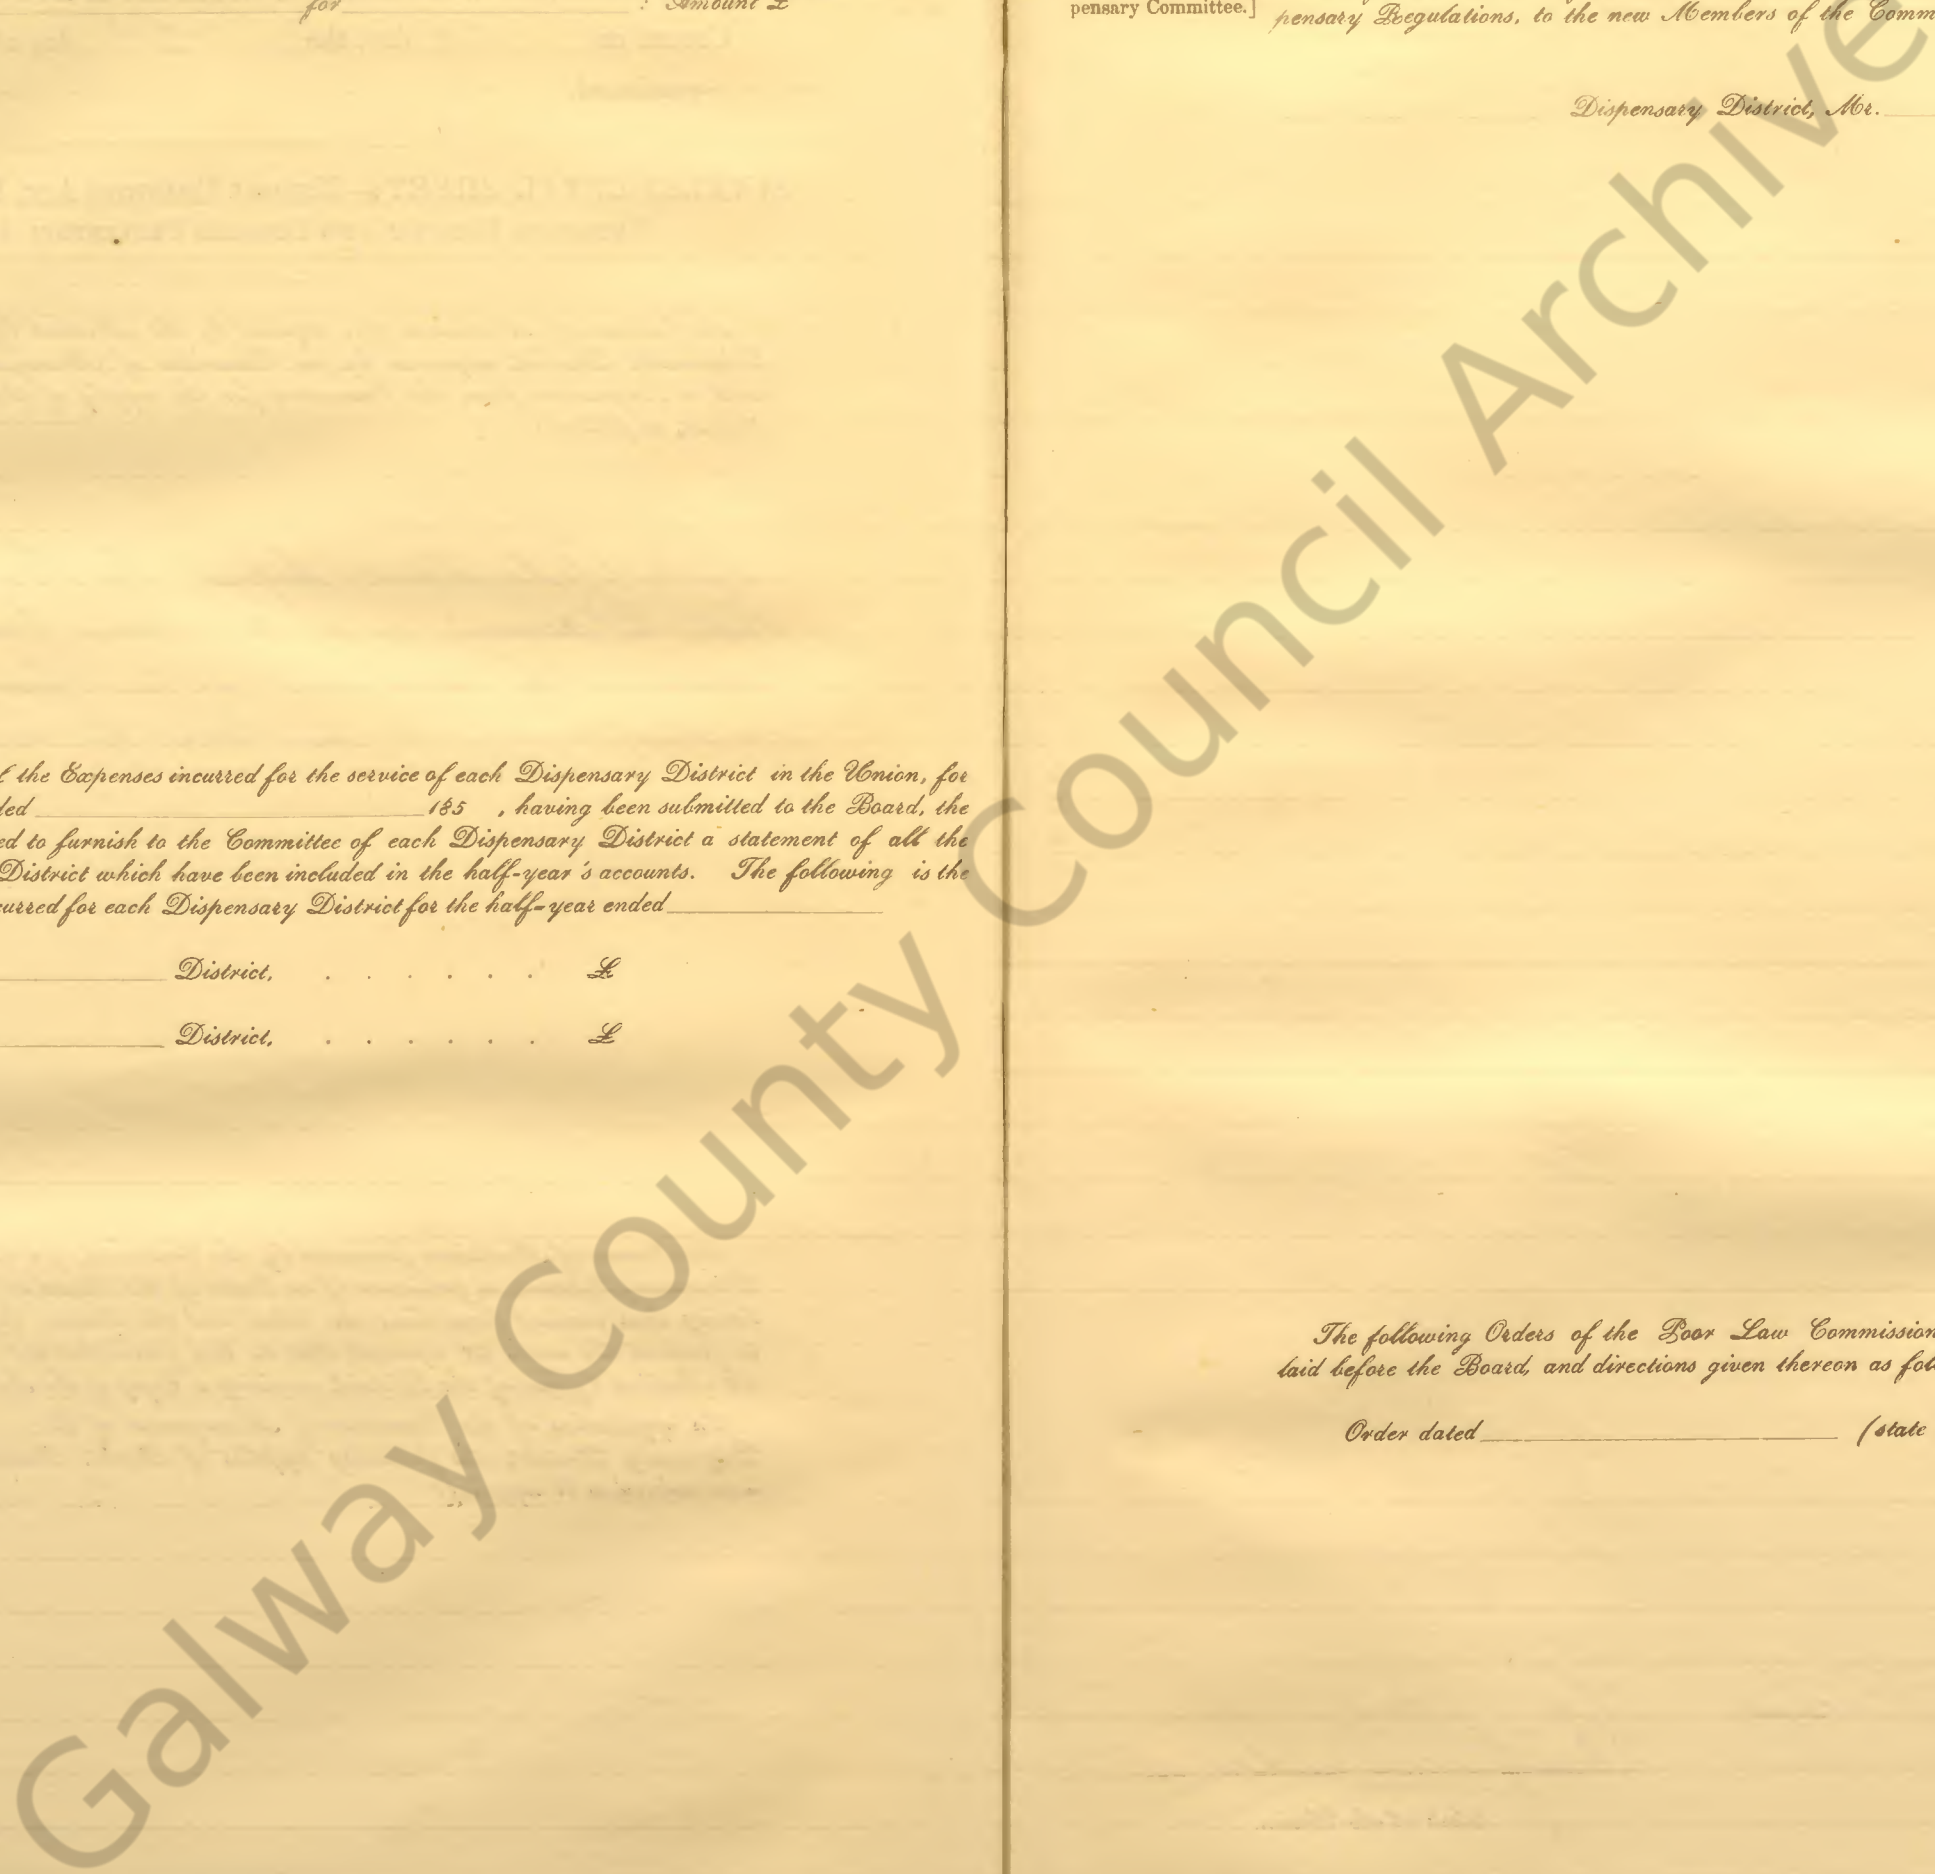 for : Amount £
f the Expenses incurred for the service of each Dispensary District in the Union, for
ded 185 , having been submitted to the Board, the
ed to furnish to the Committee of each Dispensary District a statement of all the
District which have been included in the half-year's accounts. The following is the
curred for each Dispensary District for the half-year ended
District, . . . . . . £
District, . . . . . . £
pensary Committee.]
pensary Regulations, to the new Members of the Comm
Dispensary District, Mr.
The following Orders of the Poor Law Commission
laid before the Board, and directions given thereon as fol
Order dated (state
Galway County Council Archive